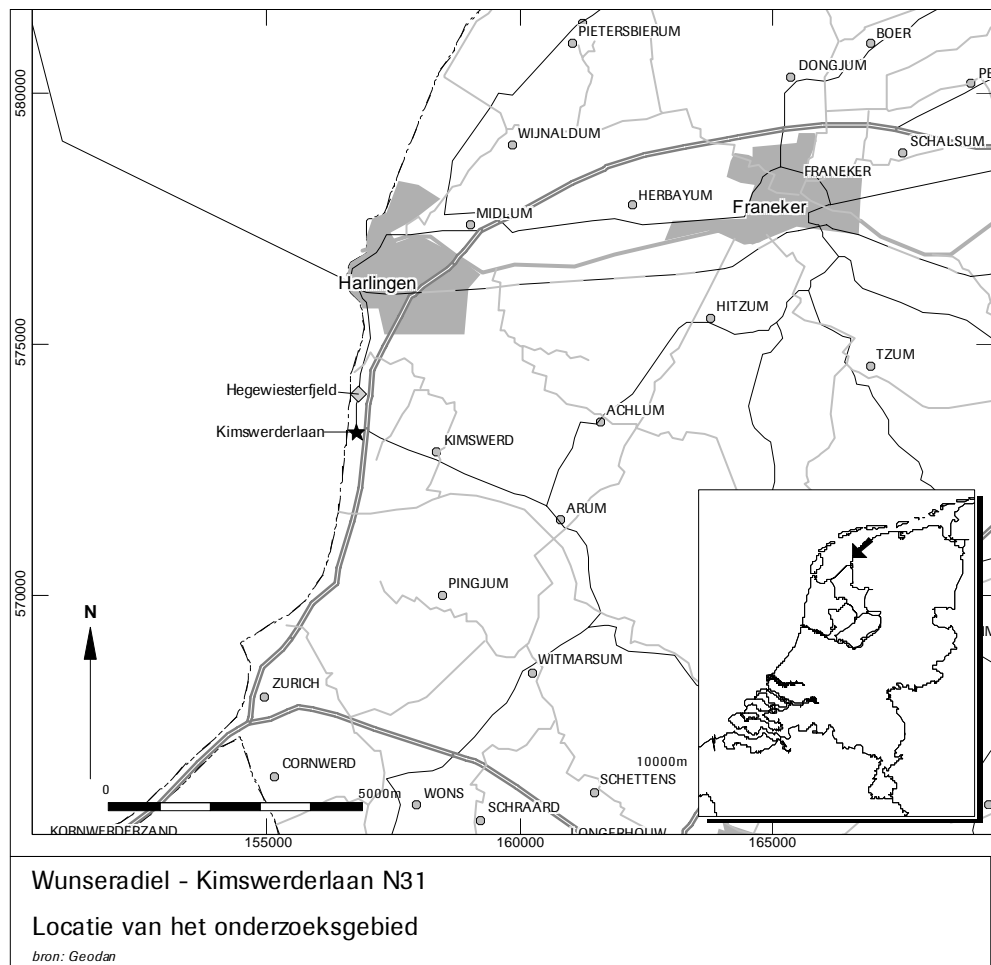 PIETERSBIERUM
BOER
DONGJUM
PE
580000
WIJNALDUM
SCHALSUM
FRANEKER
HERBAYUM
Franeker
MIDLUM
Harlingen
HITZUM
575000
TZUM
Hegewiesterfjeld
ACHLUM
Kimswerderlaan
KIMSWERD
ARUM
PINGJUM
570000
N
WITMARSUM
ZURICH
10000m
CORNWERD
SCHETTENS
0
5000m
WONS
SCHRAARD
KORNWERDERZAND
LONGERHOUW
155000
160000
165000
Wunseradiel - Kimswerderlaan N31
Locatie van het onderzoeksgebied
bron: Geodan